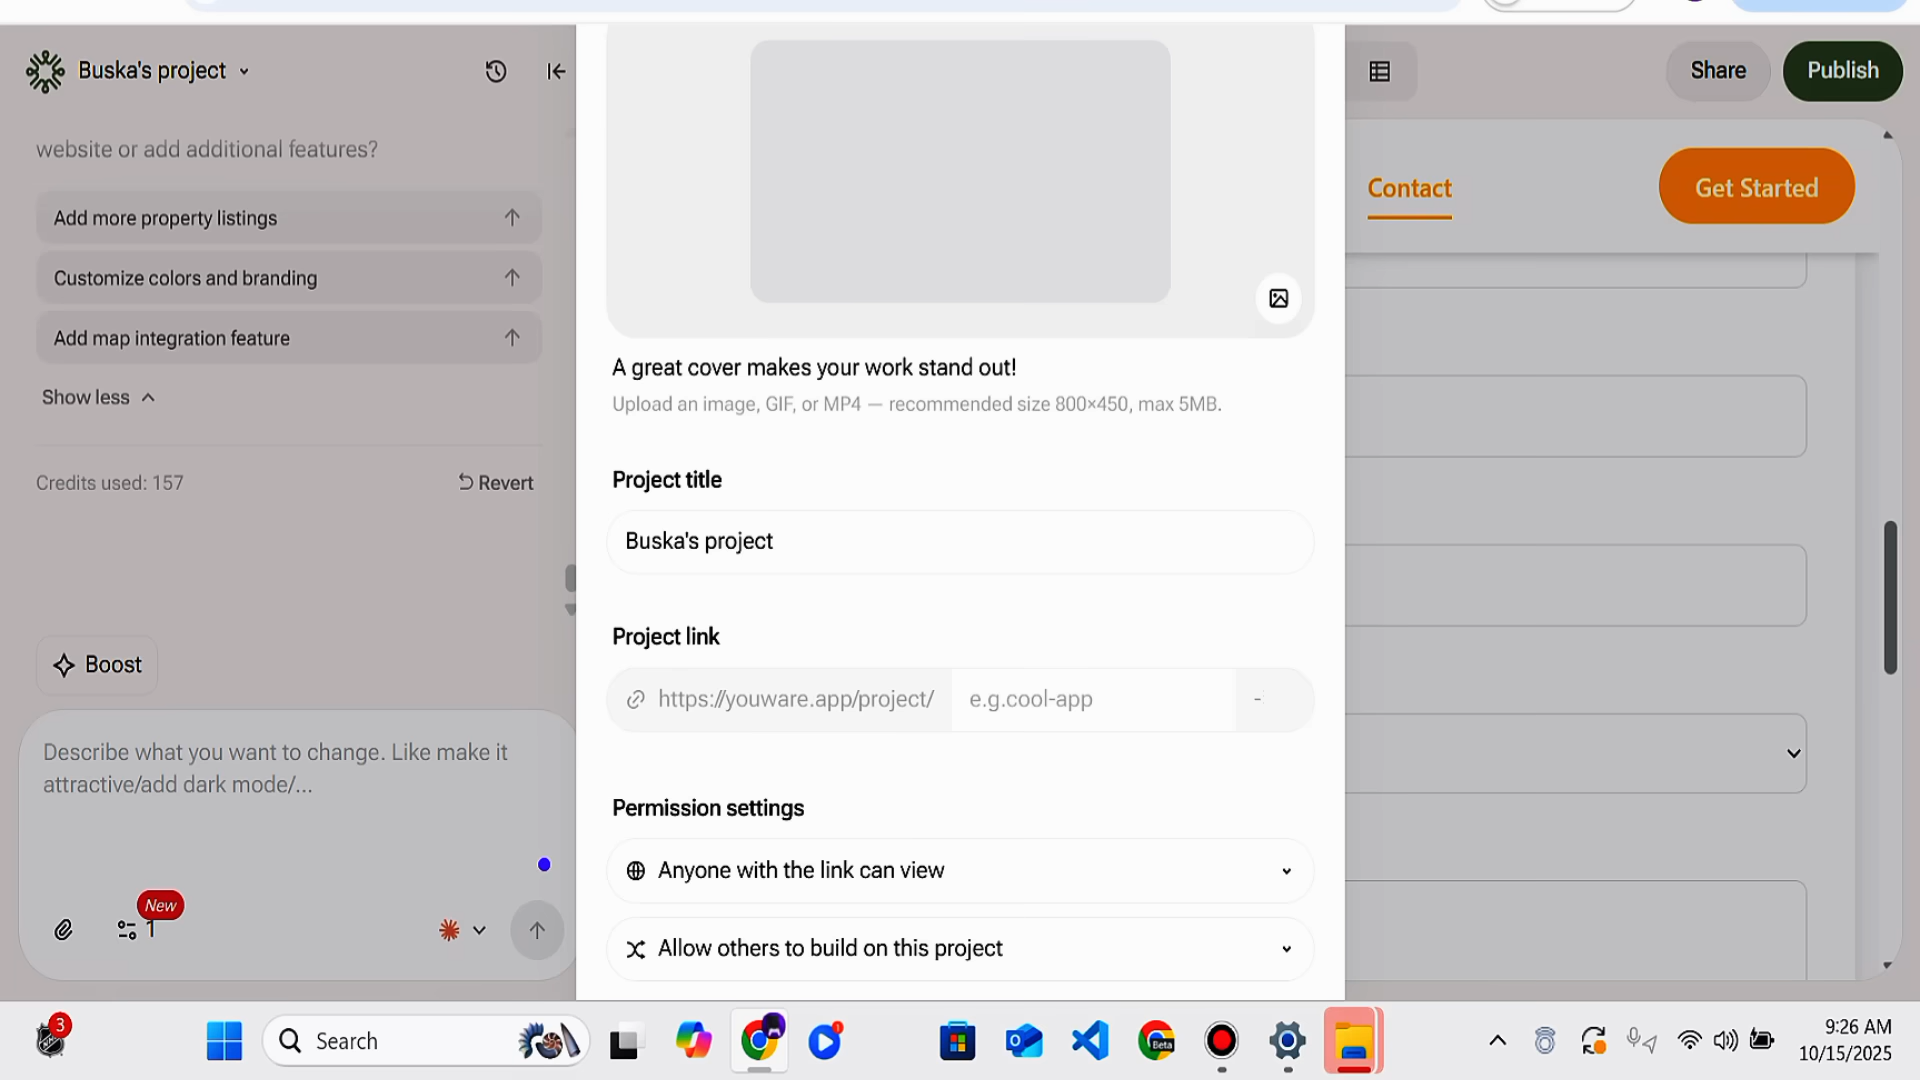 Buska's project
Share
Publish
website or add additional features?
Add more property listings
Customize colors and branding
Add map integration feature
Show less
Credits used: 157
Revert
Boost
Describe what you want to change. Like make it
attractive/add dark mode/...
New
1
A great cover makes your work stand out!
Upload an image, GIF, or MP4 — recommended size 800×450, max 5MB.
Project title
Buska's project
Project link
https://youware.app/project/
e.g.cool-app
-
Permission settings
Anyone with the link can view
Allow others to build on this project
Contact
Get Started
3
Search
1
Beta
9:26 AM
10/15/2025